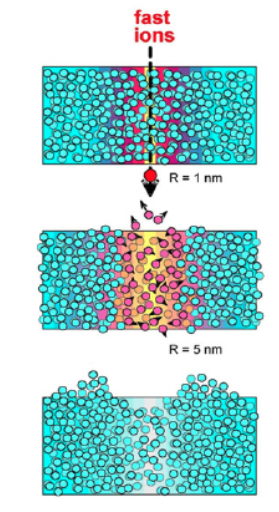 fast
ions
R = 1 nm
R = 5 nm